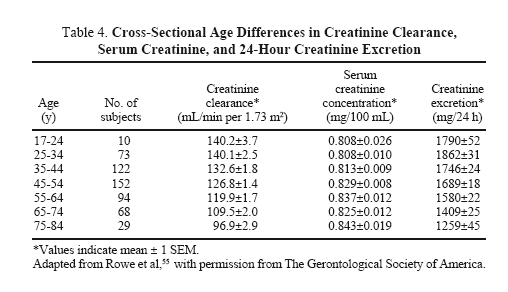 Table 4. Cross-Sectional Age Differences in Creatinine Clearance,
Serum Creatinine, and 24-Hour Creatinine Excretion
Age (y) No. of subjects Creatinine clearance* (mL/min per 1.73 m²) Serum creatinine concentration* (mg/100 mL) Creatinine excretion* (mg/24 h)
17-24 10 140.2±3.7 0.808±0.026 1790±52
25-34 73 140.1±2.5 0.808±0.010 1862±31
35-44 122 132.6±1.8 0.813±0.009 1746±24
45-54 152 126.8±1.4 0.829±0.008 1689±18
55-64 94 119.9±1.7 0.837±0.012 1580±22
65-74 68 109.5±2.0 0.825±0.012 1409±25
75-84 29 96.9±2.9 0.843±0.019 1259±45
*Values indicate mean ± 1 SEM.
Adapted from Rowe et al,⁵⁵ with permission from The Gerontological Society of America.